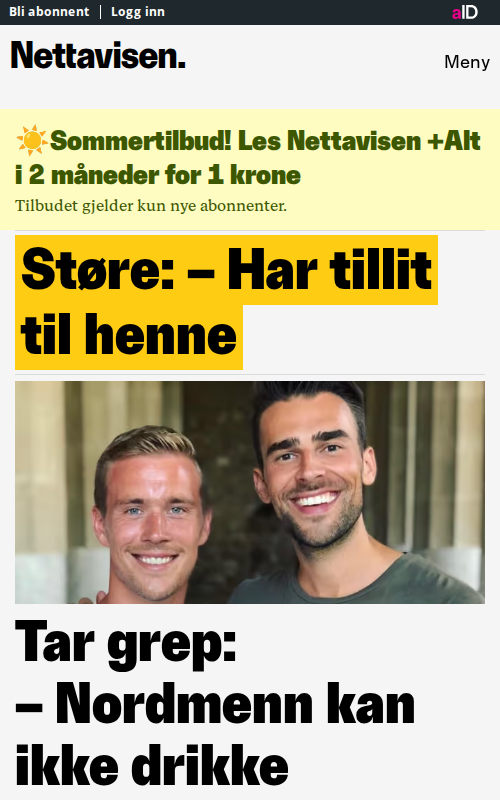 Bli abonnent
Logg inn
aID
Nettavisen.
Meny
☀️Sommertilbud! Les Nettavisen +Alt
i 2 måneder for 1 krone
Tilbudet gjelder kun nye abonnenter.
Støre: – Har tillit
til henne
Tar grep:
– Nordmenn kan
ikke drikke